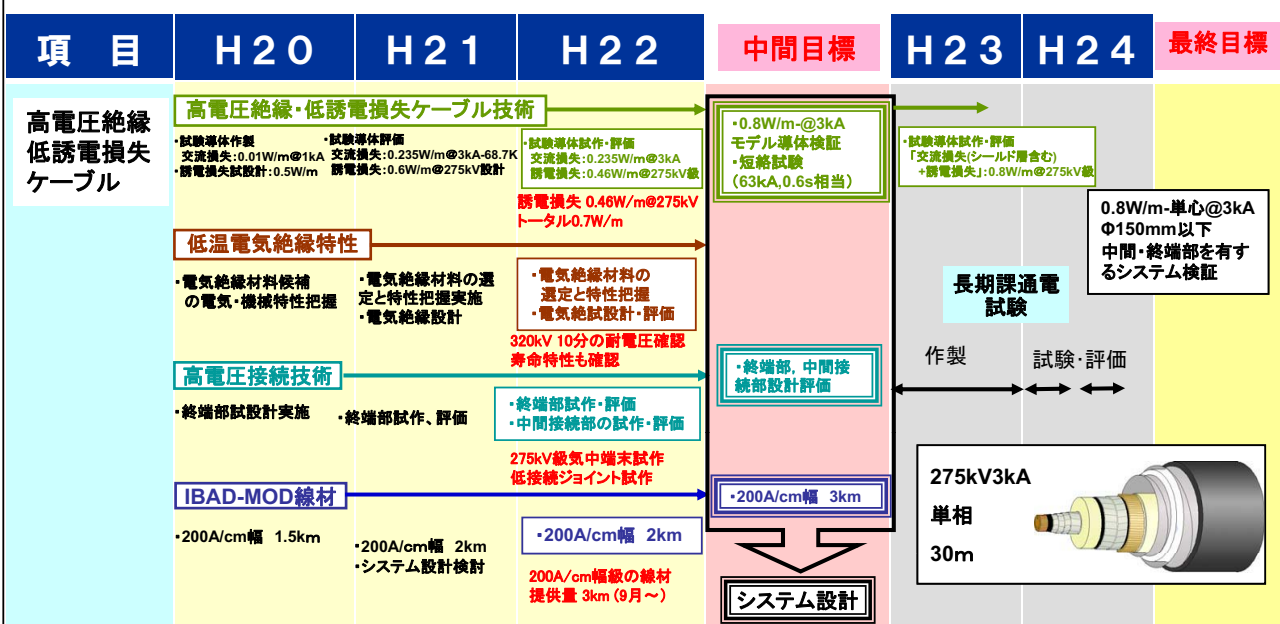 項 目
H20
H21
H22
中間目標
H23
H24
最終目標
高電圧絶縁
低誘電損失
ケーブル
高電圧絶縁・低誘電損失ケーブル技術
・試験導体作製
交流損失:0.01W/m@1kA
・誘電損失試設計:0.5W/m
・試験導体評価
交流損失:0.235W/m@3kA-68.7K
誘電損失:0.6W/m@275kV設計
・試験導体試作・評価
交流損失:0.235W/m@3kA
誘電損失:0.46W/m@275kV級
誘電損失 0.46W/m@275kV
トータル0.7W/m
・0.8W/m-@3kA
モデル導体検証
・短絡試験
(63kA,0.6s相当)
・試験導体試作・評価
「交流損失(シールド層含む)
+誘電損失」:0.8W/m@275kV級
0.8W/m-単心@3kA
Φ150mm以下
中間・終端部を有す
るシステム検証
低温電気絶縁特性
・電気絶縁材料候補
の電気・機械特性把握
・電気絶縁材料の選
定と特性把握実施
・電気絶縁設計
・電気絶縁材料の
選定と特性把握
・電気絶試設計・評価
320kV 10分の耐電圧確認
寿命特性も確認
長期課通電
試験
作製
試験・評価
高電圧接続技術
・終端部試設計実施
・終端部試作、評価
・終端部試作・評価
・中間接続部の試作・評価
275kV級気中端末試作
低接続ジョイント試作
・終端部, 中間接
続部設計評価
IBAD-MOD線材
・200A/cm幅 1.5km
・200A/cm幅 2km
・システム設計検討
・200A/cm幅 2km
200A/cm幅級の線材
提供量 3km (9月～)
・200A/cm幅 3km
システム設計
275kV3kA
単相
30m